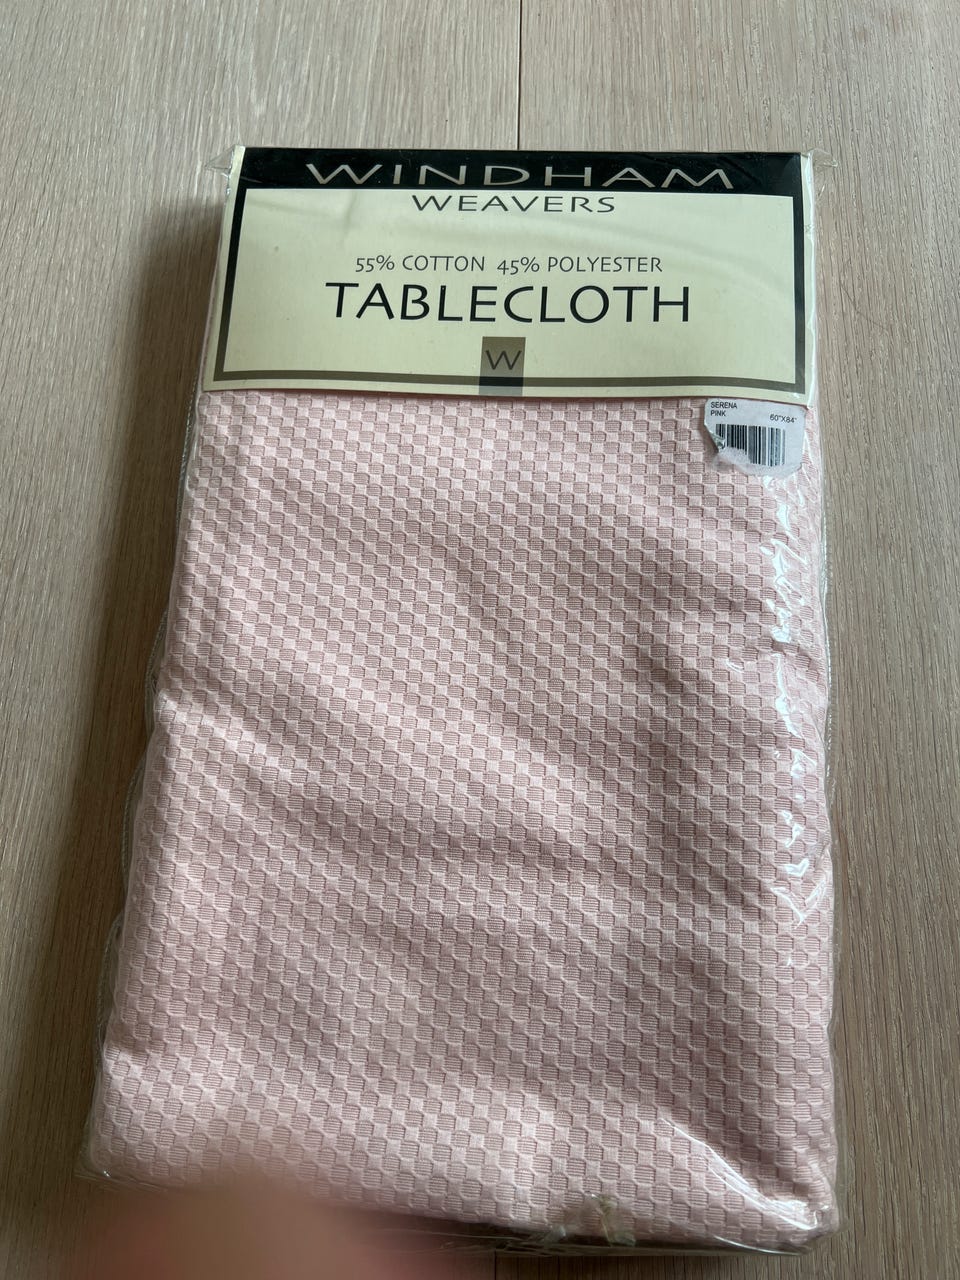 WINDHAM
WEAVERS
55% COTTON 45% POLYESTER
TABLECLOTH
W
SERENA
PINK 60"X84"